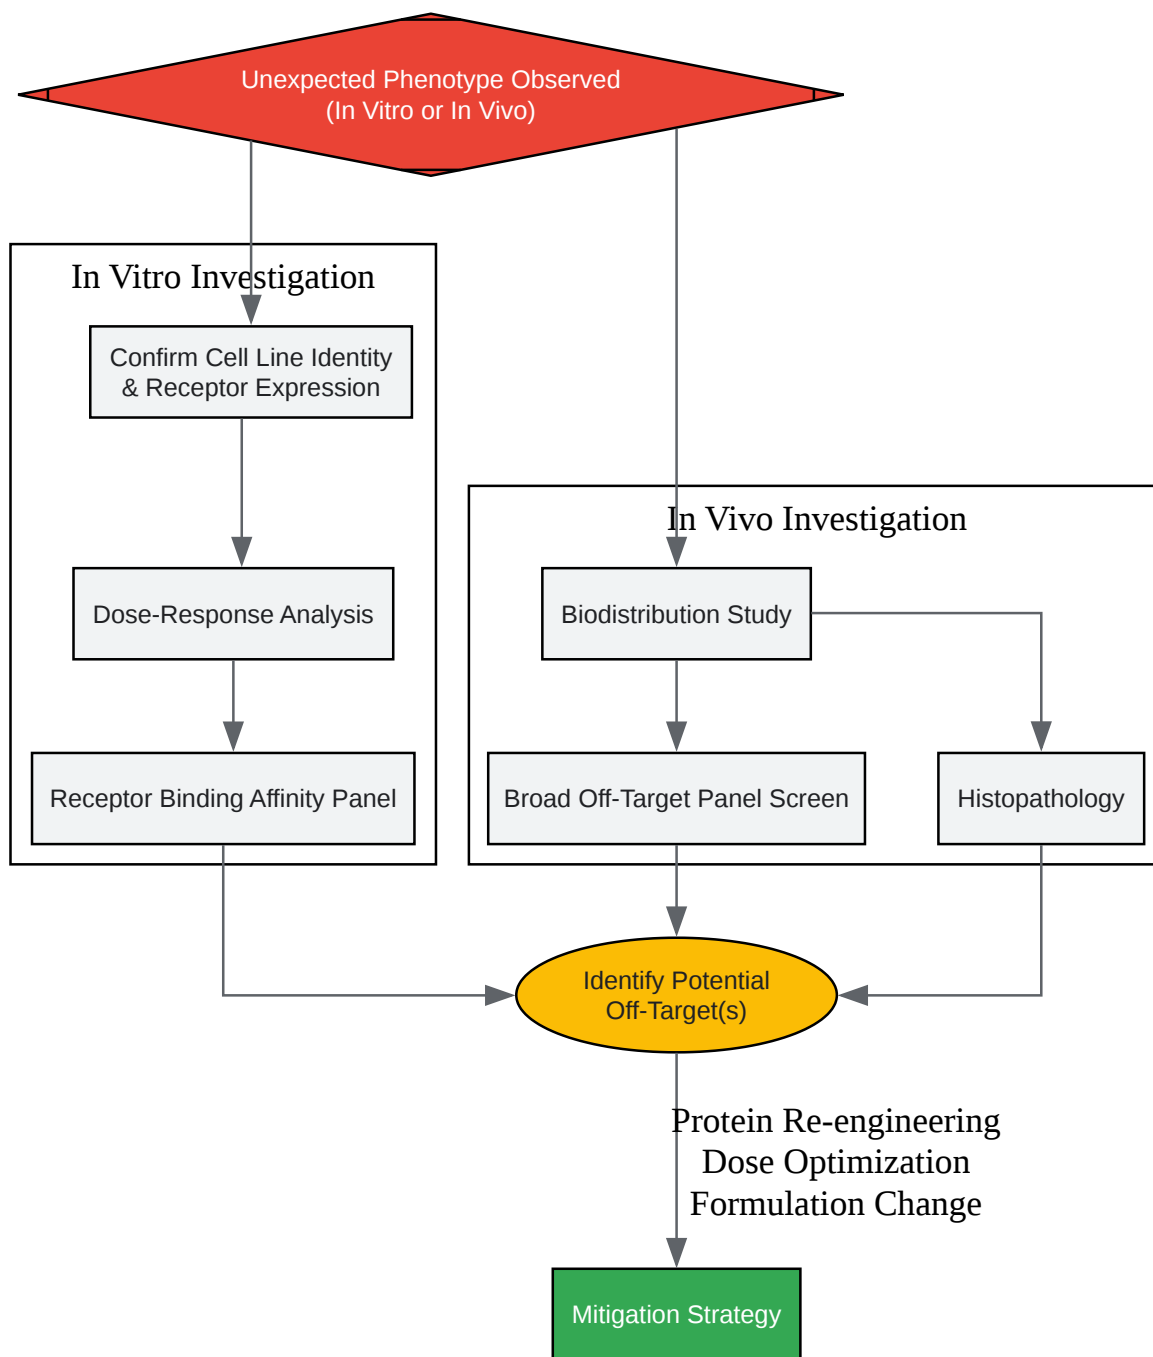 Unexpected Phenotype Observed
(In Vitro or In Vivo)
In Vitro Investigation
Confirm Cell Line Identity
& Receptor Expression
Dose-Response Analysis
Receptor Binding Affinity Panel
In Vivo Investigation
Biodistribution Study
Broad Off-Target Panel Screen
Histopathology
Identify Potential
Off-Target(s)
Protein Re-engineering
Dose Optimization
Formulation Change
Mitigation Strategy